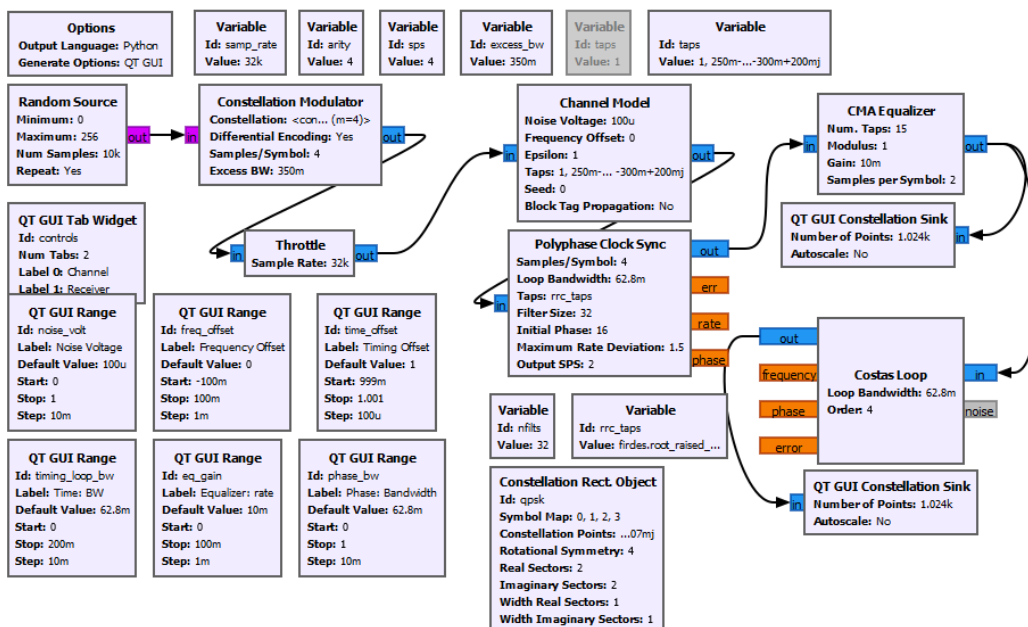 Options
Output Language: Python
Generate Options: QT GUI
Variable
Id: samp_rate
Value: 32k
Variable
Id: arity
Value: 4
Variable
Id: sps
Value: 4
Variable
Id: excess_bw
Value: 350m
Variable
Id: taps
Value: 1
Variable
Id: taps
Value: 1, 250m-...-300m+200mj
Random Source
Minimum: 0
Maximum: 256
Num Samples: 10k
Repeat: Yes
out
in
Constellation Modulator
Constellation: <con... (m=4)>
Differential Encoding: Yes
Samples/Symbol: 4
Excess BW: 350m
out
in
Channel Model
Noise Voltage: 100u
Frequency Offset: 0
Epsilon: 1
Taps: 1, 250m-... -300m+200mj
Seed: 0
Block Tag Propagation: No
out
in
CMA Equalizer
Num. Taps: 15
Modulus: 1
Gain: 10m
Samples per Symbol: 2
out
QT GUI Constellation Sink
Number of Points: 1.024k
Autoscale: No
in
QT GUI Tab Widget
Id: controls
Num Tabs: 2
Label 0: Channel
Label 1: Receiver
in
Throttle
Sample Rate: 32k
out
in
Polyphase Clock Sync
Samples/Symbol: 4
Loop Bandwidth: 62.8m
Taps: rrc_taps
Filter Size: 32
Initial Phase: 16
Maximum Rate Deviation: 1.5
Output SPS: 2
out
err
rate
phase
QT GUI Range
Id: noise_volt
Label: Noise Voltage
Default Value: 100u
Start: 0
Stop: 1
Step: 10m
QT GUI Range
Id: freq_offset
Label: Frequency Offset
Default Value: 0
Start: -100m
Stop: 100m
Step: 1m
QT GUI Range
Id: time_offset
Label: Timing Offset
Default Value: 1
Start: 999m
Stop: 1.001
Step: 100u
out
frequency
phase
error
Costas Loop
Loop Bandwidth: 62.8m
Order: 4
in
noise
Variable
Id: nfilts
Value: 32
Variable
Id: rrc_taps
Value: firdes.root_raised_...
QT GUI Range
Id: timing_loop_bw
Label: Time: BW
Default Value: 62.8m
Start: 0
Stop: 200m
Step: 10m
QT GUI Range
Id: eq_gain
Label: Equalizer: rate
Default Value: 10m
Start: 0
Stop: 100m
Step: 1m
QT GUI Range
Id: phase_bw
Label: Phase: Bandwidth
Default Value: 62.8m
Start: 0
Stop: 1
Step: 10m
Constellation Rect. Object
Id: qpsk
Symbol Map: 0, 1, 2, 3
Constellation Points: ...07mj
Rotational Symmetry: 4
Real Sectors: 2
Imaginary Sectors: 2
Width Real Sectors: 1
Width Imaginary Sectors: 1
in
QT GUI Constellation Sink
Number of Points: 1.024k
Autoscale: No